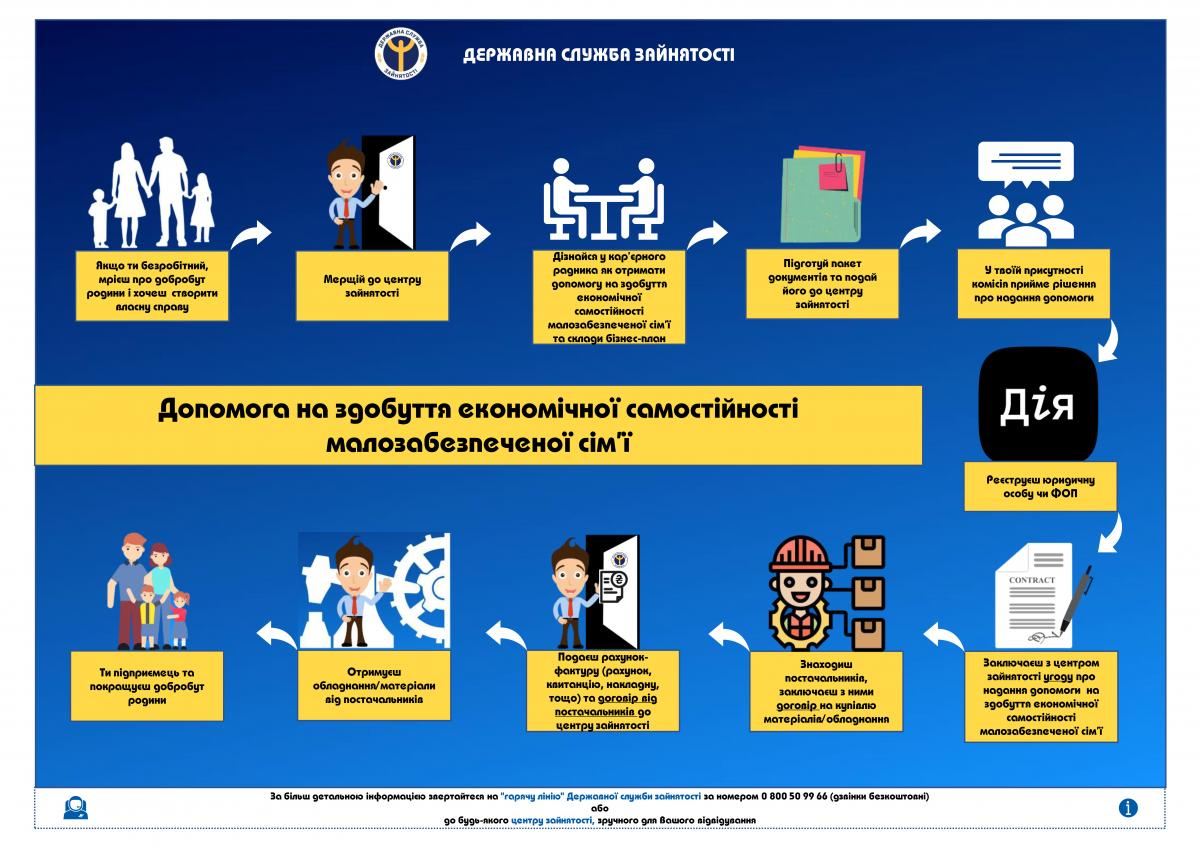 ДЕРЖАВНА СЛУЖБА
ЗАЙНЯТОСТІ
ДЕРЖАВНА СЛУЖБА ЗАЙНЯТОСТІ
Якщо ти безробітний,
мрієш про добробут
родини і хочеш створити
власну справу
Мерщій до центру
зайнятості
Дізнайся у кар'єрного
радника як отримати
допомогу на здобуття
економічної
самостійності
малозабезпеченої сім'ї
та склади бізнес-план
Підготуй пакет
документів та подай
його до центру
зайнятості
У твоїй присутності
комісія прийме рішення
про надання допомоги
Дія
Реєструєш юридичну
особу чи ФОП
Допомога на здобуття економічної самостійності
малозабезпеченої сім'ї
CONTRACT
Заключаєш з центром
зайнятості угоду про
надання допомоги на
здобуття економічної
самостійності
малозабезпеченої сім'ї
Знаходиш
постачальників,
заключаєш з ними
договір на купівлю
матеріалів/обладнання
Подаєш рахунок-
фактуру (рахунок,
квитанцію, накладну,
тощо) та договір від
постачальників до
центру зайнятості
Отримуєш
обладнання/матеріали
від постачальників
Ти підприємець та
покращуєш добробут
родини
За більш детальною інформацією звертайтеся на "гарячу лінію" Державної служби зайнятості за номером 0 800 50 99 66 (дзвінки безкоштовні)
або
до будь-якого центру зайнятості, зручного для Вашого відвідування